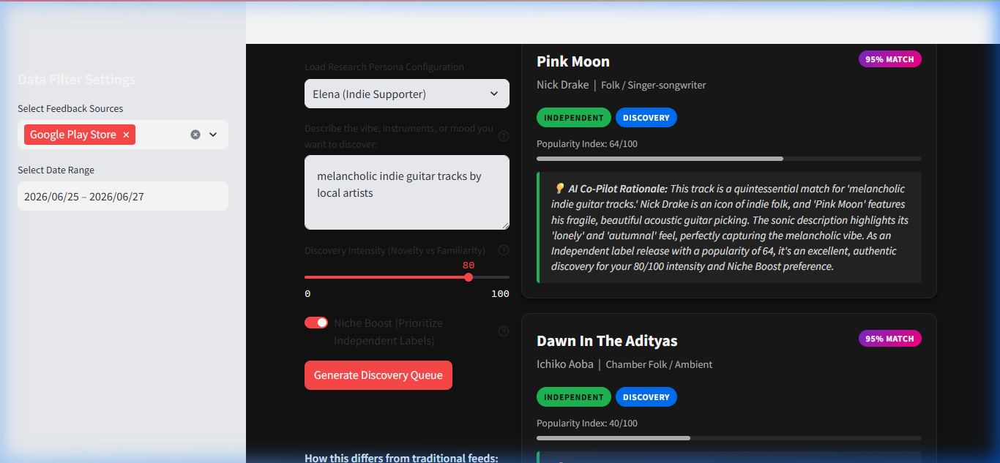 Data Filter Settings
Select Feedback Sources
Google Play Store ×
Select Date Range
2026/06/25 – 2026/06/27
Load Research Persona Configuration
Elena (Indie Supporter)
Describe the vibe, instruments, or mood you
want to discover:
melancholic indie guitar tracks by
local artists
Discovery Intensity (Novelty vs Familiarity)
80
0 100
Niche Boost (Prioritize
Independent Labels)
Generate Discovery Queue
How this differs from traditional feeds:
Pink Moon
95% MATCH
Nick Drake | Folk / Singer-songwriter
INDEPENDENT DISCOVERY
Popularity Index: 64/100
💡 AI Co-Pilot Rationale: This track is a quintessential match for 'melancholic
indie guitar tracks.' Nick Drake is an icon of indie folk, and 'Pink Moon' features
his fragile, beautiful acoustic guitar picking. The sonic description highlights its
'lonely' and 'autumnal' feel, perfectly capturing the melancholic vibe. As an
Independent label release with a popularity of 64, it's an excellent, authentic
discovery for your 80/100 intensity and Niche Boost preference.
Dawn In The Adityas
95% MATCH
Ichiko Aoba | Chamber Folk / Ambient
INDEPENDENT DISCOVERY
Popularity Index: 40/100